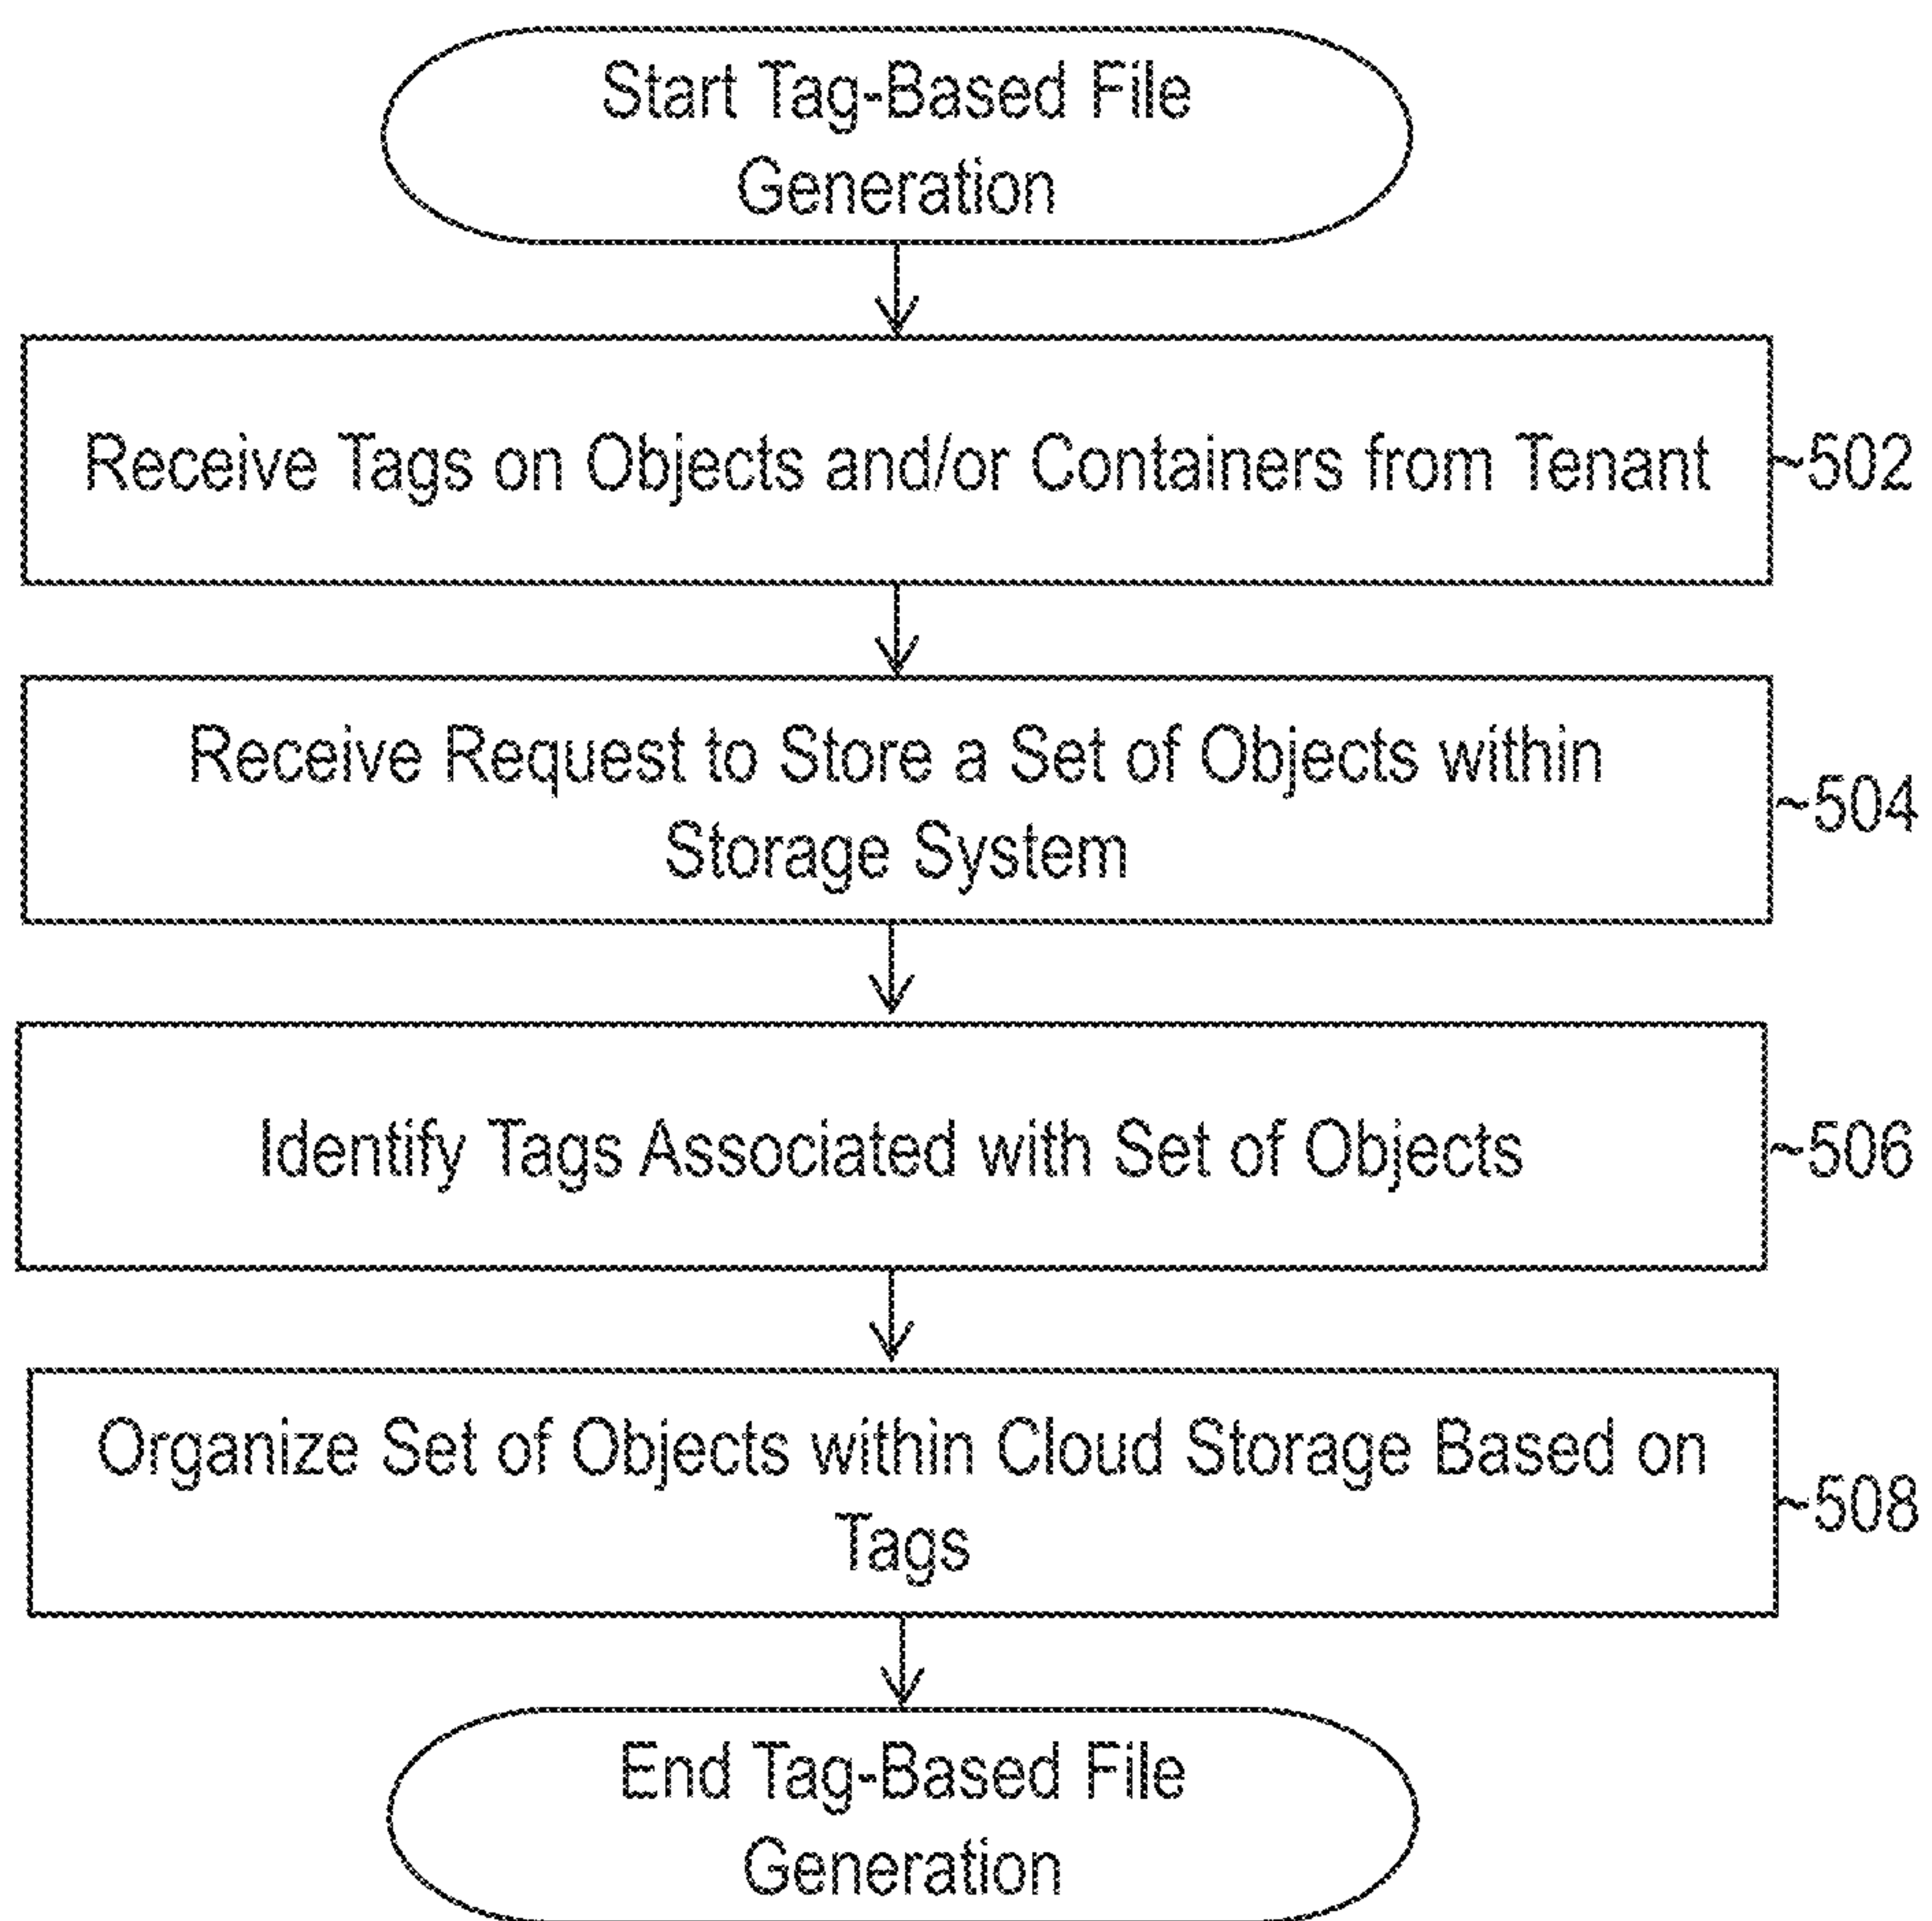 Start Tag-Based File
Generation
Receive Tags on Objects and/or Containers from Tenant
~502
Receive Request to Store a Set of Objects within
Storage System
~504
Identify Tags Associated with Set of Objects
~506
Organize Set of Objects within Cloud Storage Based on
Tags
~508
End Tag-Based File
Generation